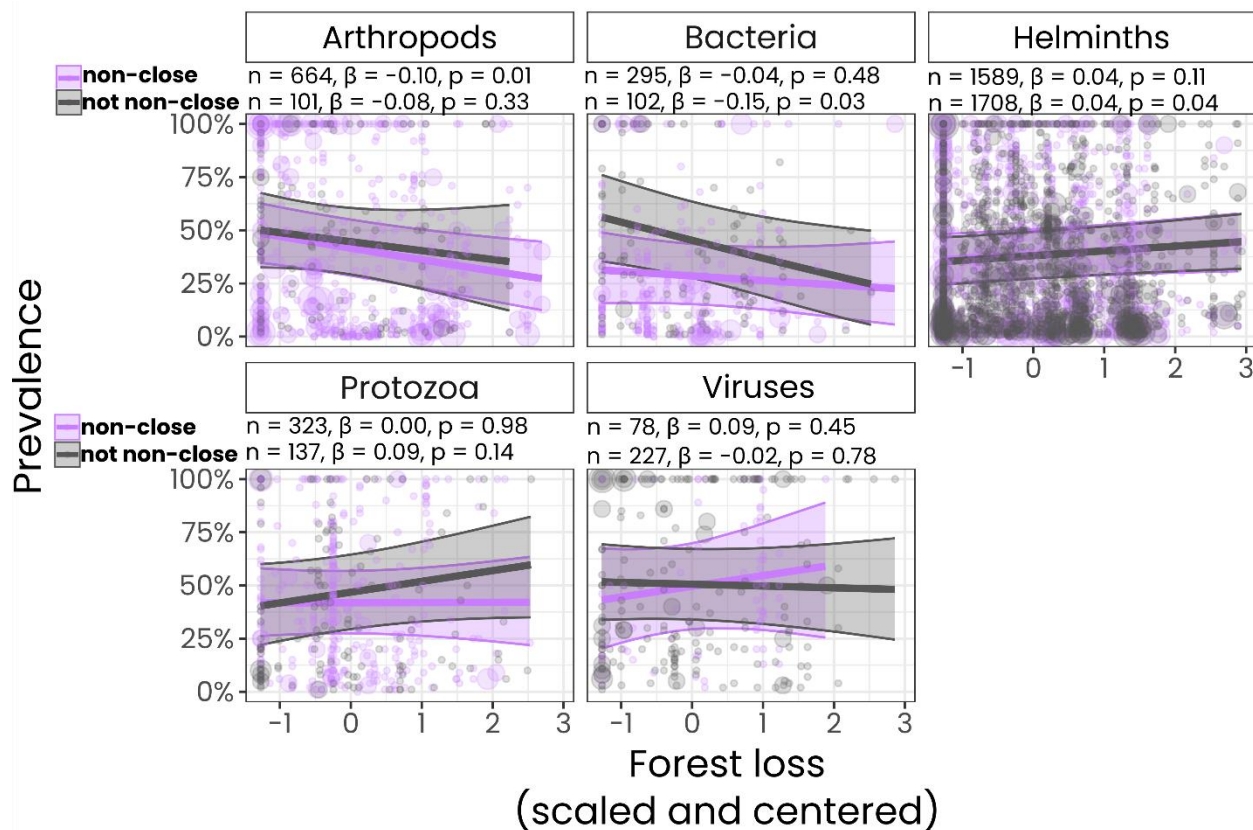 Arthropods
Bacteria
Helminths
non-close
n = 664, β = −0.10, p = 0.01
n = 295, β = −0.04, p = 0.48
n = 1589, β = 0.04, p = 0.11
not non-close
n = 101, β = −0.08, p = 0.33
n = 102, β = −0.15, p = 0.03
n = 1708, β = 0.04, p = 0.04
100%
75%
50%
25%
0%
−1 0 1 2 3
Prevalence
Protozoa
Viruses
non-close
n = 323, β = 0.00, p = 0.98
n = 78, β = 0.09, p = 0.45
not non-close
n = 137, β = 0.09, p = 0.14
n = 227, β = −0.02, p = 0.78
100%
75%
50%
25%
0%
−1 0 1 2 3
−1 0 1 2 3
Forest loss
(scaled and centered)